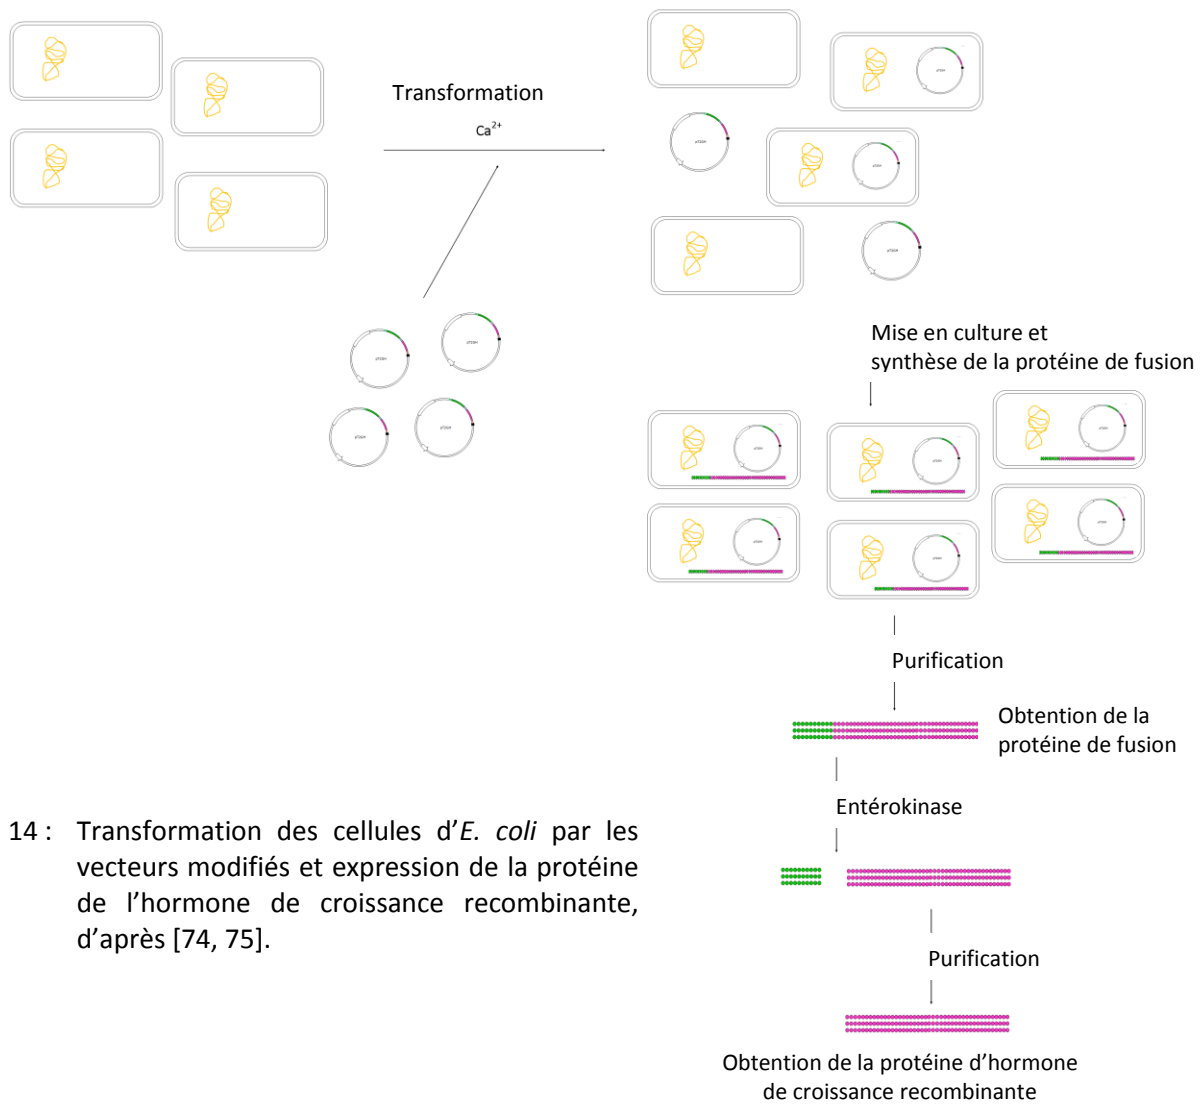 Transformation
Ca2+
Mise en culture et
synthèse de la protéine de fusion
Purification
Obtention de la
protéine de fusion
Entérokinase
14 : Transformation des cellules d’E. coli par les
vecteurs modifiés et expression de la protéine
de l’hormone de croissance recombinante,
d’après [74, 75].
Purification
Obtention de la protéine d’hormone
de croissance recombinante